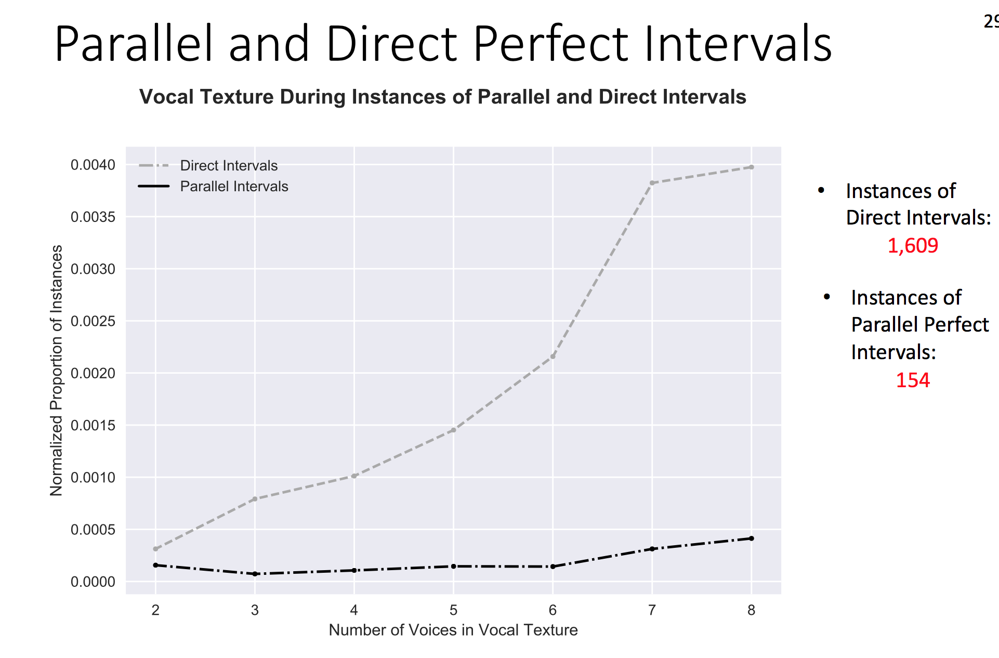 29
Parallel and Direct Perfect Intervals
Vocal Texture During Instances of Parallel and Direct Intervals
Direct Intervals
Parallel Intervals
0.0040
0.0035
0.0030
0.0025
0.0020
0.0015
0.0010
0.0005
0.0000
Normalized Proportion of Instances
2 3 4 5 6 7 8
Number of Voices in Vocal Texture
• Instances of
Direct Intervals:
1,609
• Instances of
Parallel Perfect
Intervals:
154